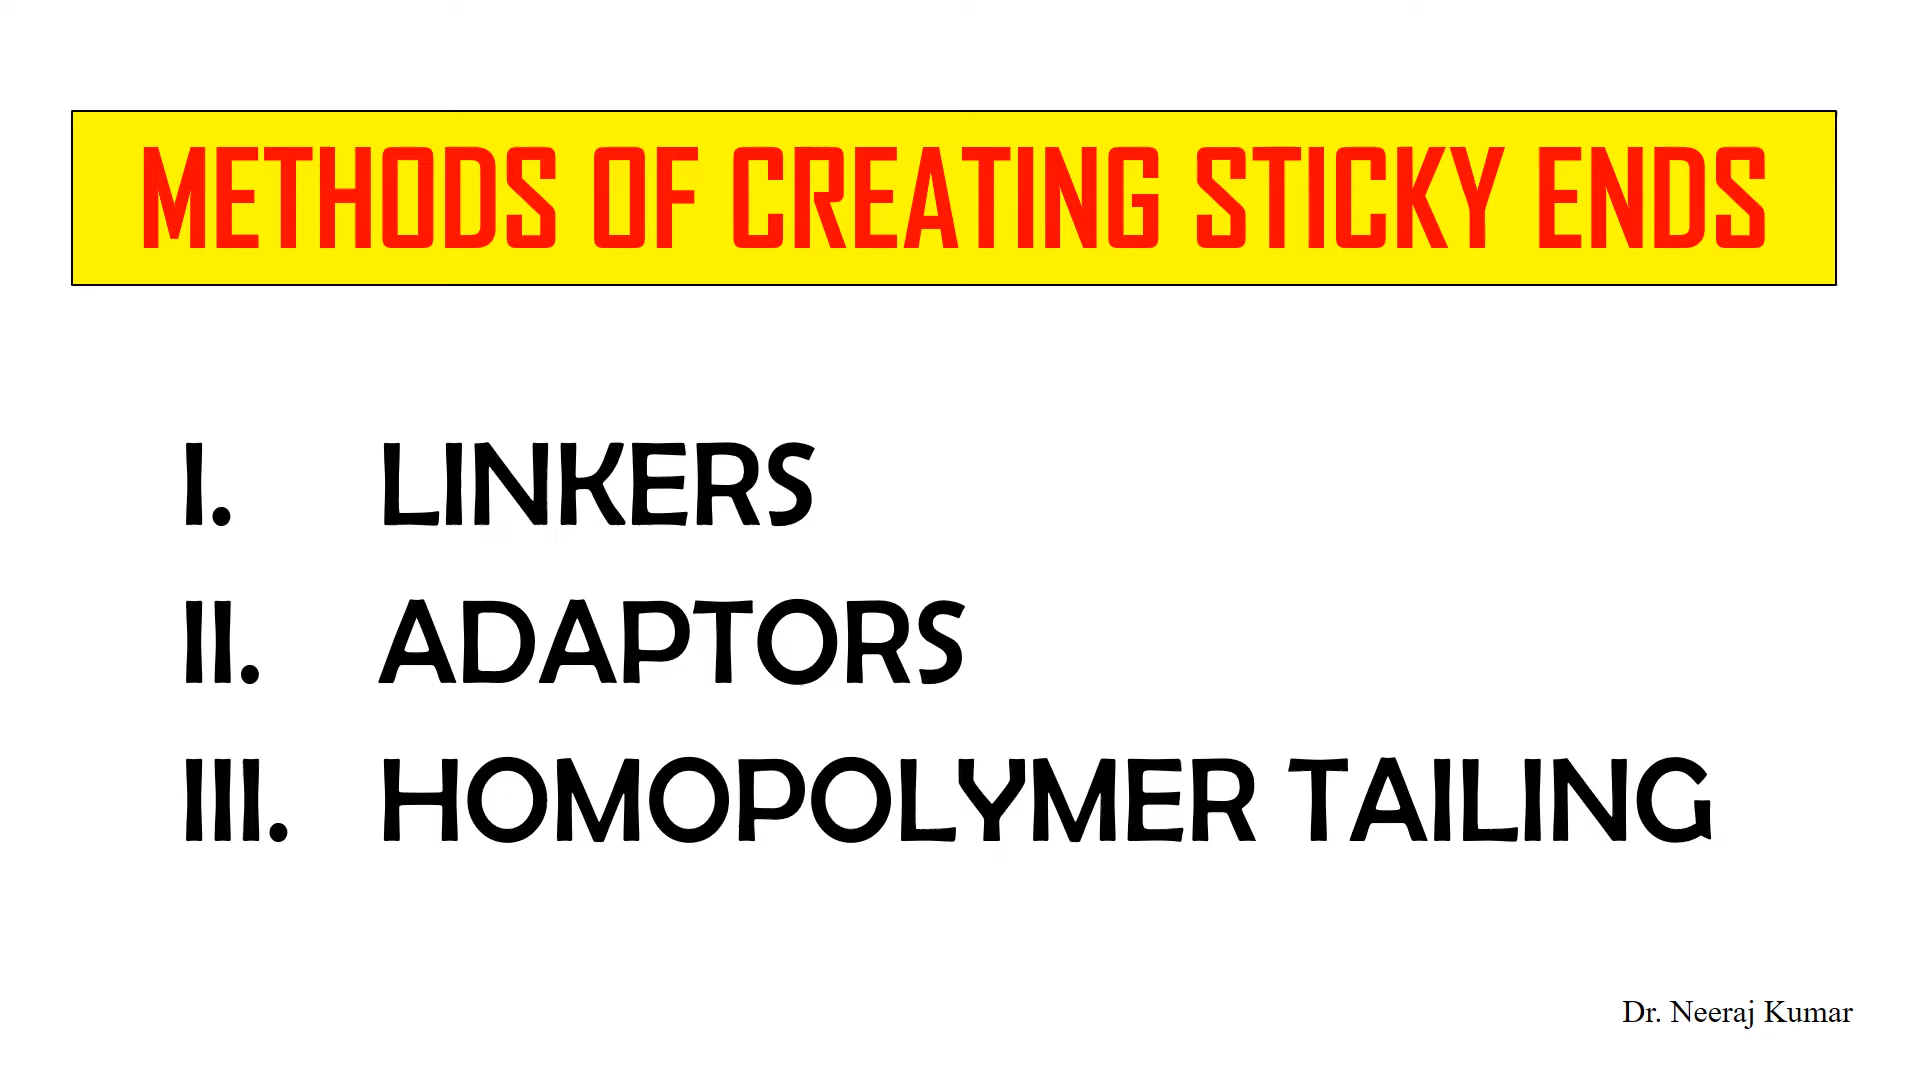 METHODS OF CREATING STICKY ENDS
I. LINKERS
II. ADAPTORS
III. HOMOPOLYMER TAILING
Dr. Neeraj Kumar